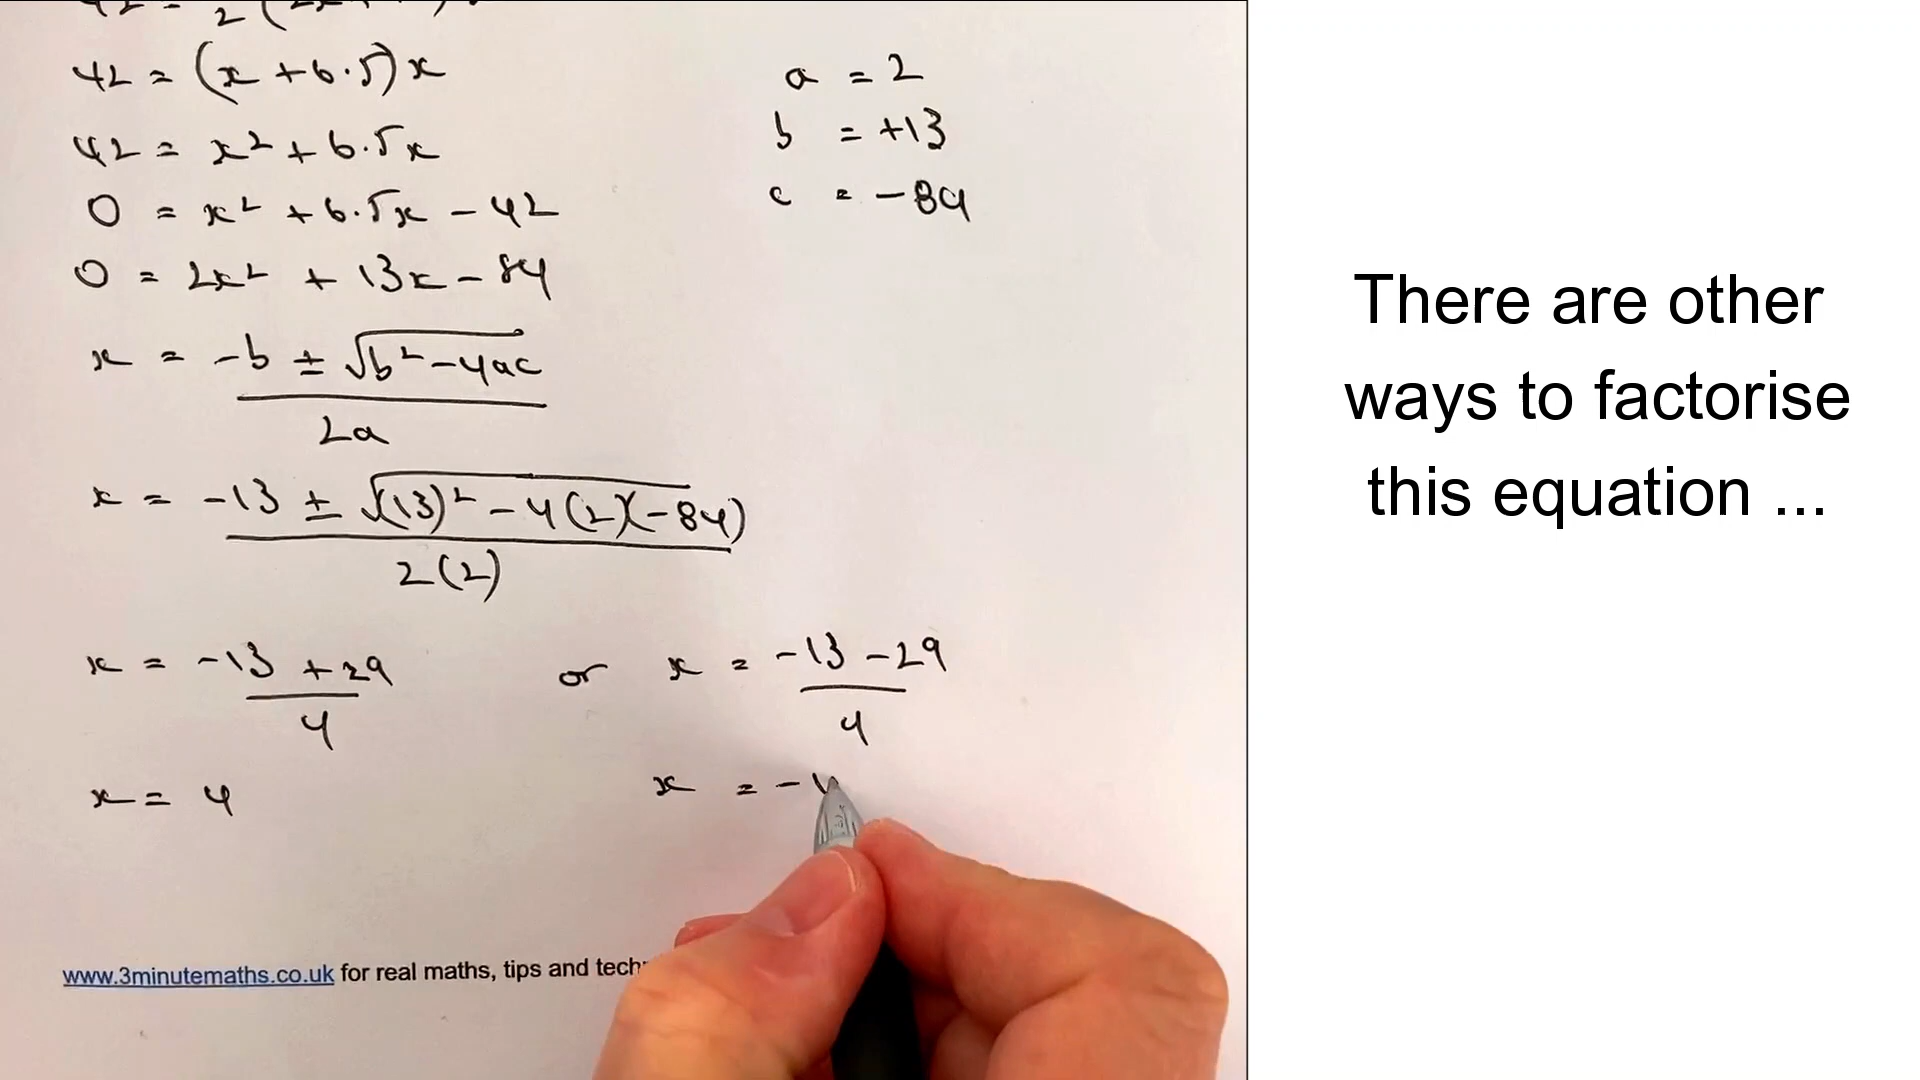 42 = (x + 6.5)x
42 = x² + 6.5x
0 = x² + 6.5x - 42
0 = 2x² + 13x - 84
x = -b ± √b² - 4ac
2a
x = -13 ± √(13)² - 4(2)(-84)
2(2)
x = -13 + 29
4
x = 4
or
x = -13 - 29
4
x = -
a = 2
b = +13
c = -84
www.3minutemaths.co.uk for real maths, tips and
There are other
ways to factorise
this equation ...